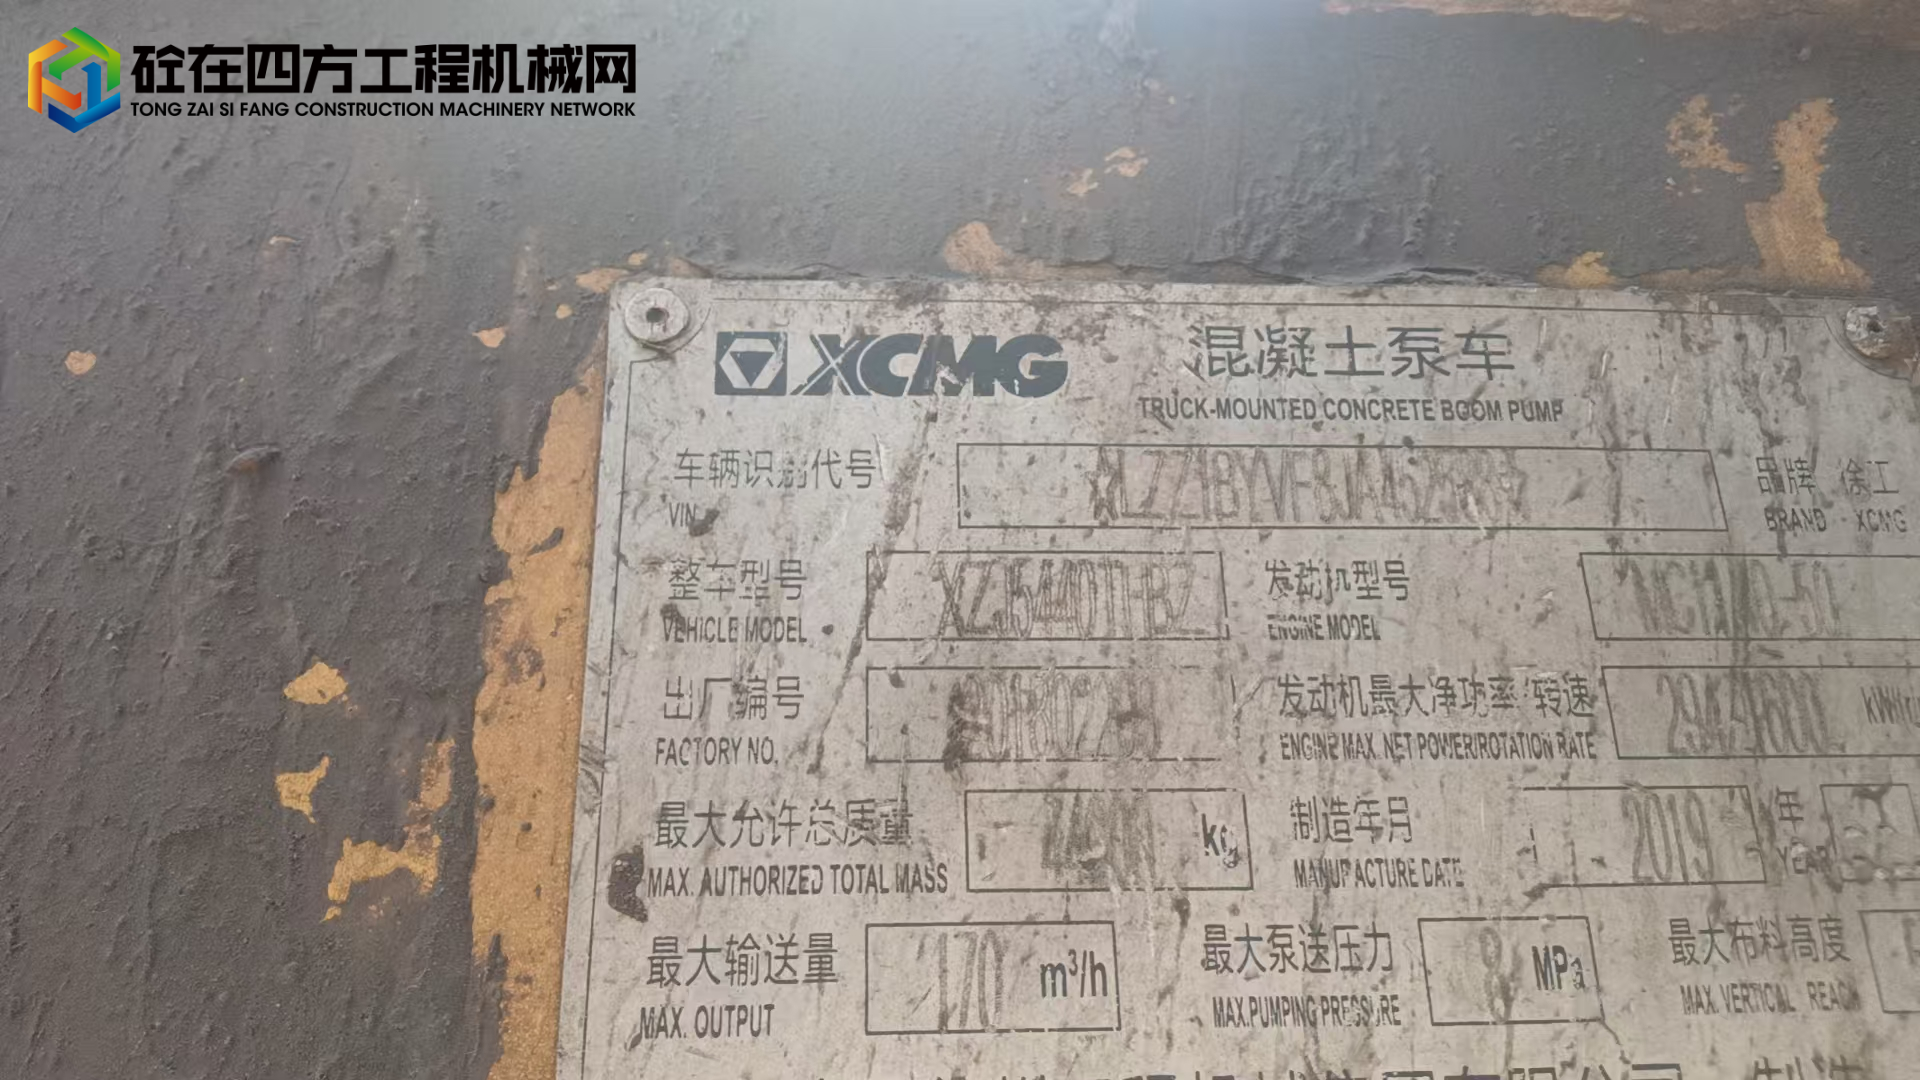 砼在四方工程机械网
TONG ZAI SI FANG CONSTRUCTION MACHINERY NETWORK
XCMG
混凝土泵车
TRUCK-MOUNTED CONCRETE BOOM PUMP
车辆识别代号
VIN
品牌 徐工
BRAND XCMG
整车型号
VEHICLE MODEL
发动机型号
ENGINE MODEL
出厂编号
FACTORY NO.
发动机最大净功率/转速
ENGINE MAX. NET POWER/ROTATION RATE
最大允许总质量 kg
MAX. AUTHORIZED TOTAL MASS
制造年月 2019 年
MANUFACTURE DATE YEAR
最大输送量 170 m³/h
MAX. OUTPUT
最大泵送压力 8 MPa
MAX.PUMPING PRESSURE
最大布料高度
MAX. VERTICAL REACH